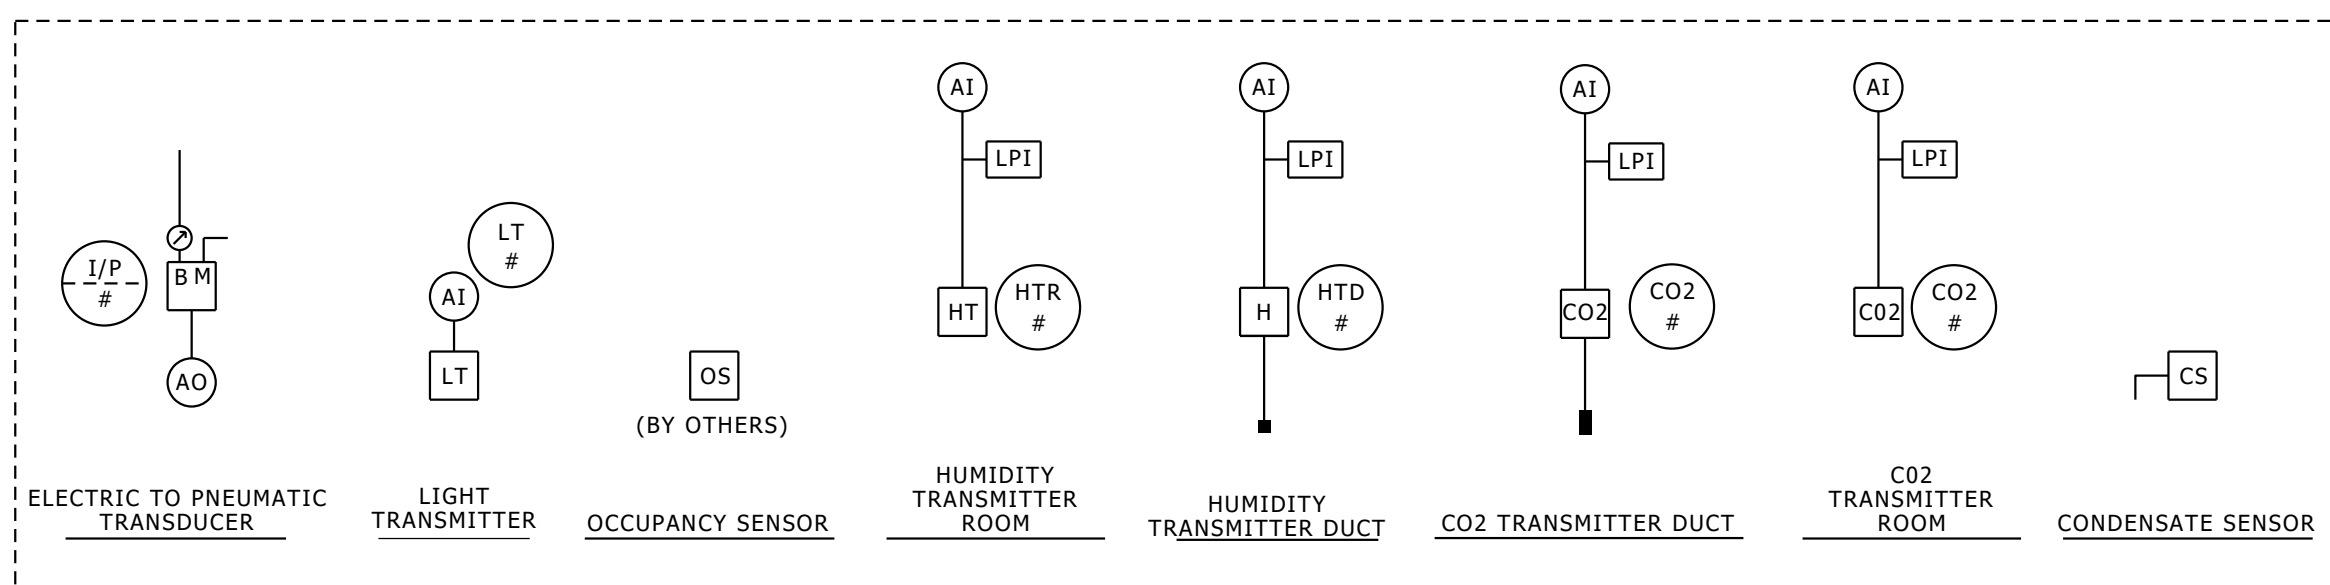 I/P
#
B M
AO
ELECTRIC TO PNEUMATIC
TRANSDUCER
LT
#
AI
LT
LIGHT
TRANSMITTER
OS
(BY OTHERS)
OCCUPANCY SENSOR
AI
LPI
HT
HTR
#
HUMIDITY
TRANSMITTER
ROOM
AI
LPI
H
HTD
#
HUMIDITY
TRANSMITTER DUCT
AI
LPI
CO2
CO2
#
CO2 TRANSMITTER DUCT
AI
LPI
C02
CO2
#
C02
TRANSMITTER
ROOM
CS
CONDENSATE SENSOR